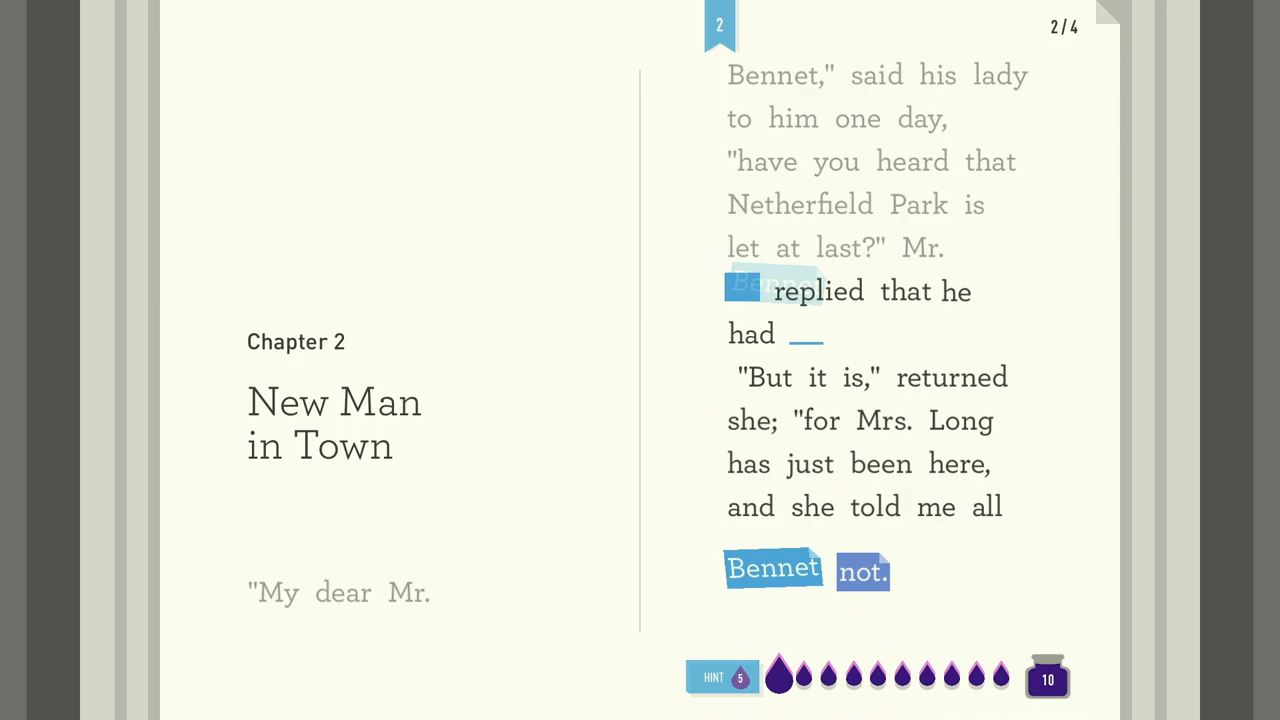 Chapter 2
New Man
in Town
"My dear Mr.
2
2/4
Bennet," said his lady
to him one day,
"have you heard that
Netherfield Park is
let at last?" Mr.
Bennet
replied that he
had
"But it is," returned
she; "for Mrs. Long
has just been here,
and she told me all
Bennet not.
HINT 5
10